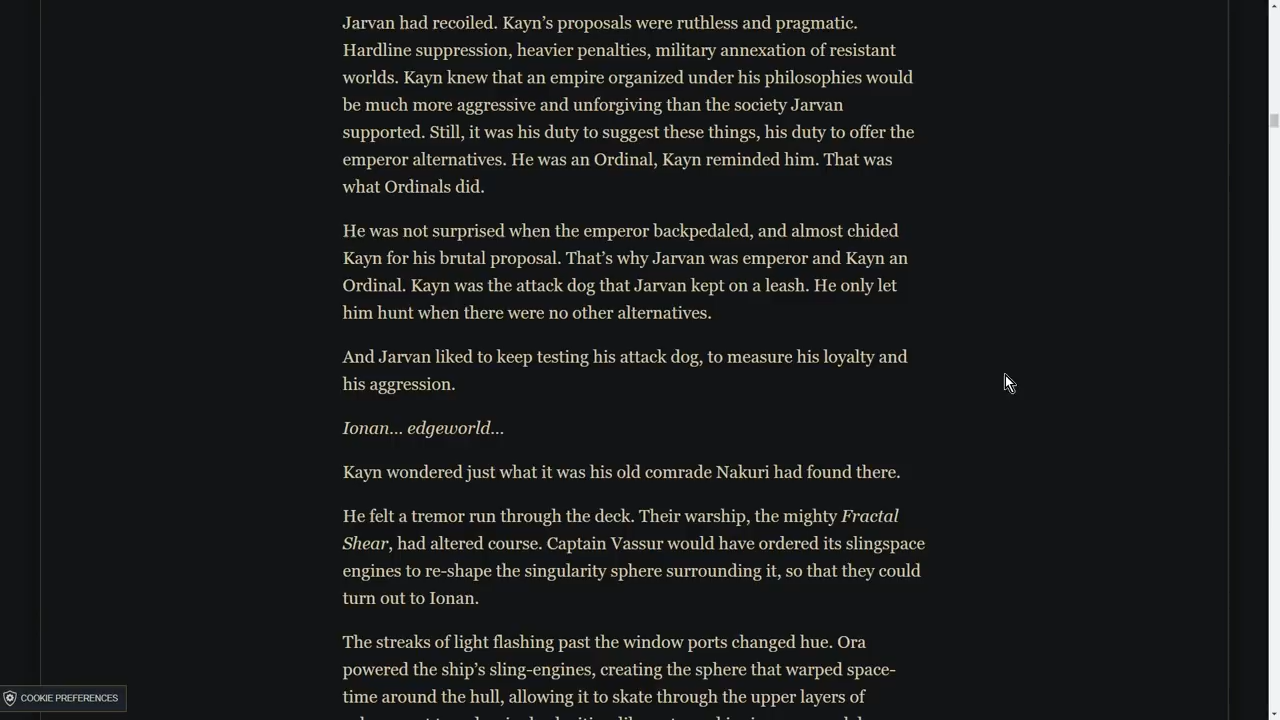 Jarvan had recoiled. Kayn’s proposals were ruthless and pragmatic.
Hardline suppression, heavier penalties, military annexation of resistant
worlds. Kayn knew that an empire organized under his philosophies would
be much more aggressive and unforgiving than the society Jarvan
supported. Still, it was his duty to suggest these things, his duty to offer the
emperor alternatives. He was an Ordinal, Kayn reminded him. That was
what Ordinals did.
He was not surprised when the emperor backpedaled, and almost chided
Kayn for his brutal proposal. That’s why Jarvan was emperor and Kayn an
Ordinal. Kayn was the attack dog that Jarvan kept on a leash. He only let
him hunt when there were no other alternatives.
And Jarvan liked to keep testing his attack dog, to measure his loyalty and
his aggression.
Ionan… edgeworld…
Kayn wondered just what it was his old comrade Nakuri had found there.
He felt a tremor run through the deck. Their warship, the mighty Fractal
Shear, had altered course. Captain Vassur would have ordered its slingspace
engines to re-shape the singularity sphere surrounding it, so that they could
turn out to Ionan.
The streaks of light flashing past the window ports changed hue. Ora
powered the ship’s sling-engines, creating the sphere that warped space-
time around the hull, allowing it to skate through the upper layers of
COOKIE PREFERENCES